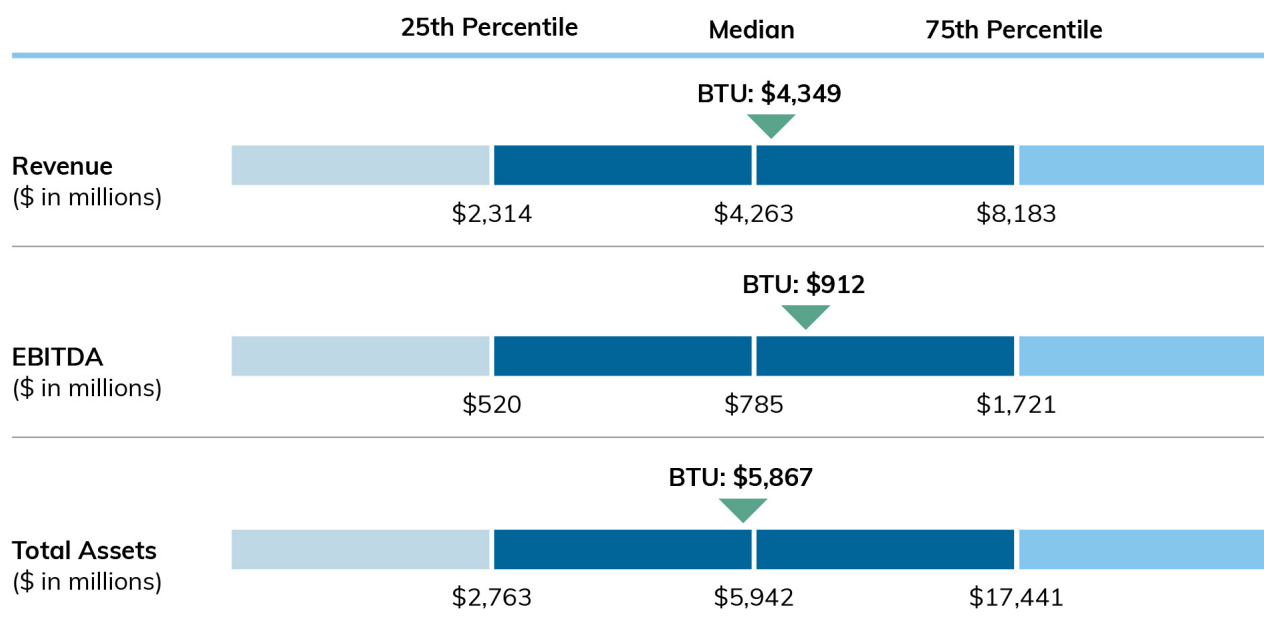 25th Percentile Median 75th Percentile
BTU: $4,349
Revenue
($ in millions)
$2,314 $4,263 $8,183
BTU: $912
EBITDA
($ in millions)
$520 $785 $1,721
BTU: $5,867
Total Assets
($ in millions)
$2,763 $5,942 $17,441